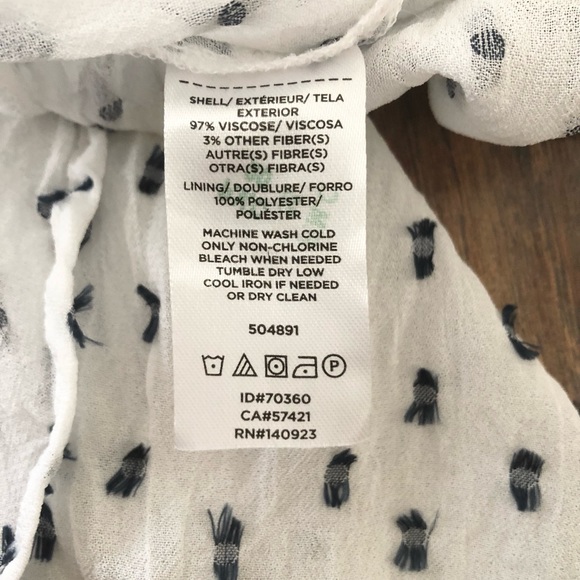 SHELL/ EXTÉRIEUR/ TELA
EXTERIOR
97% VISCOSE/ VISCOSA
3% OTHER FIBER(S)
AUTRE(S) FIBRE(S)
OTRA(S) FIBRA(S)
LINING/ DOUBLURE/ FORRO
100% POLYESTER/
POLIÉSTER
MACHINE WASH COLD
ONLY NON-CHLORINE
BLEACH WHEN NEEDED
TUMBLE DRY LOW
COOL IRON IF NEEDED
OR DRY CLEAN
504891
P
ID#70360
CA#57421
RN#140923